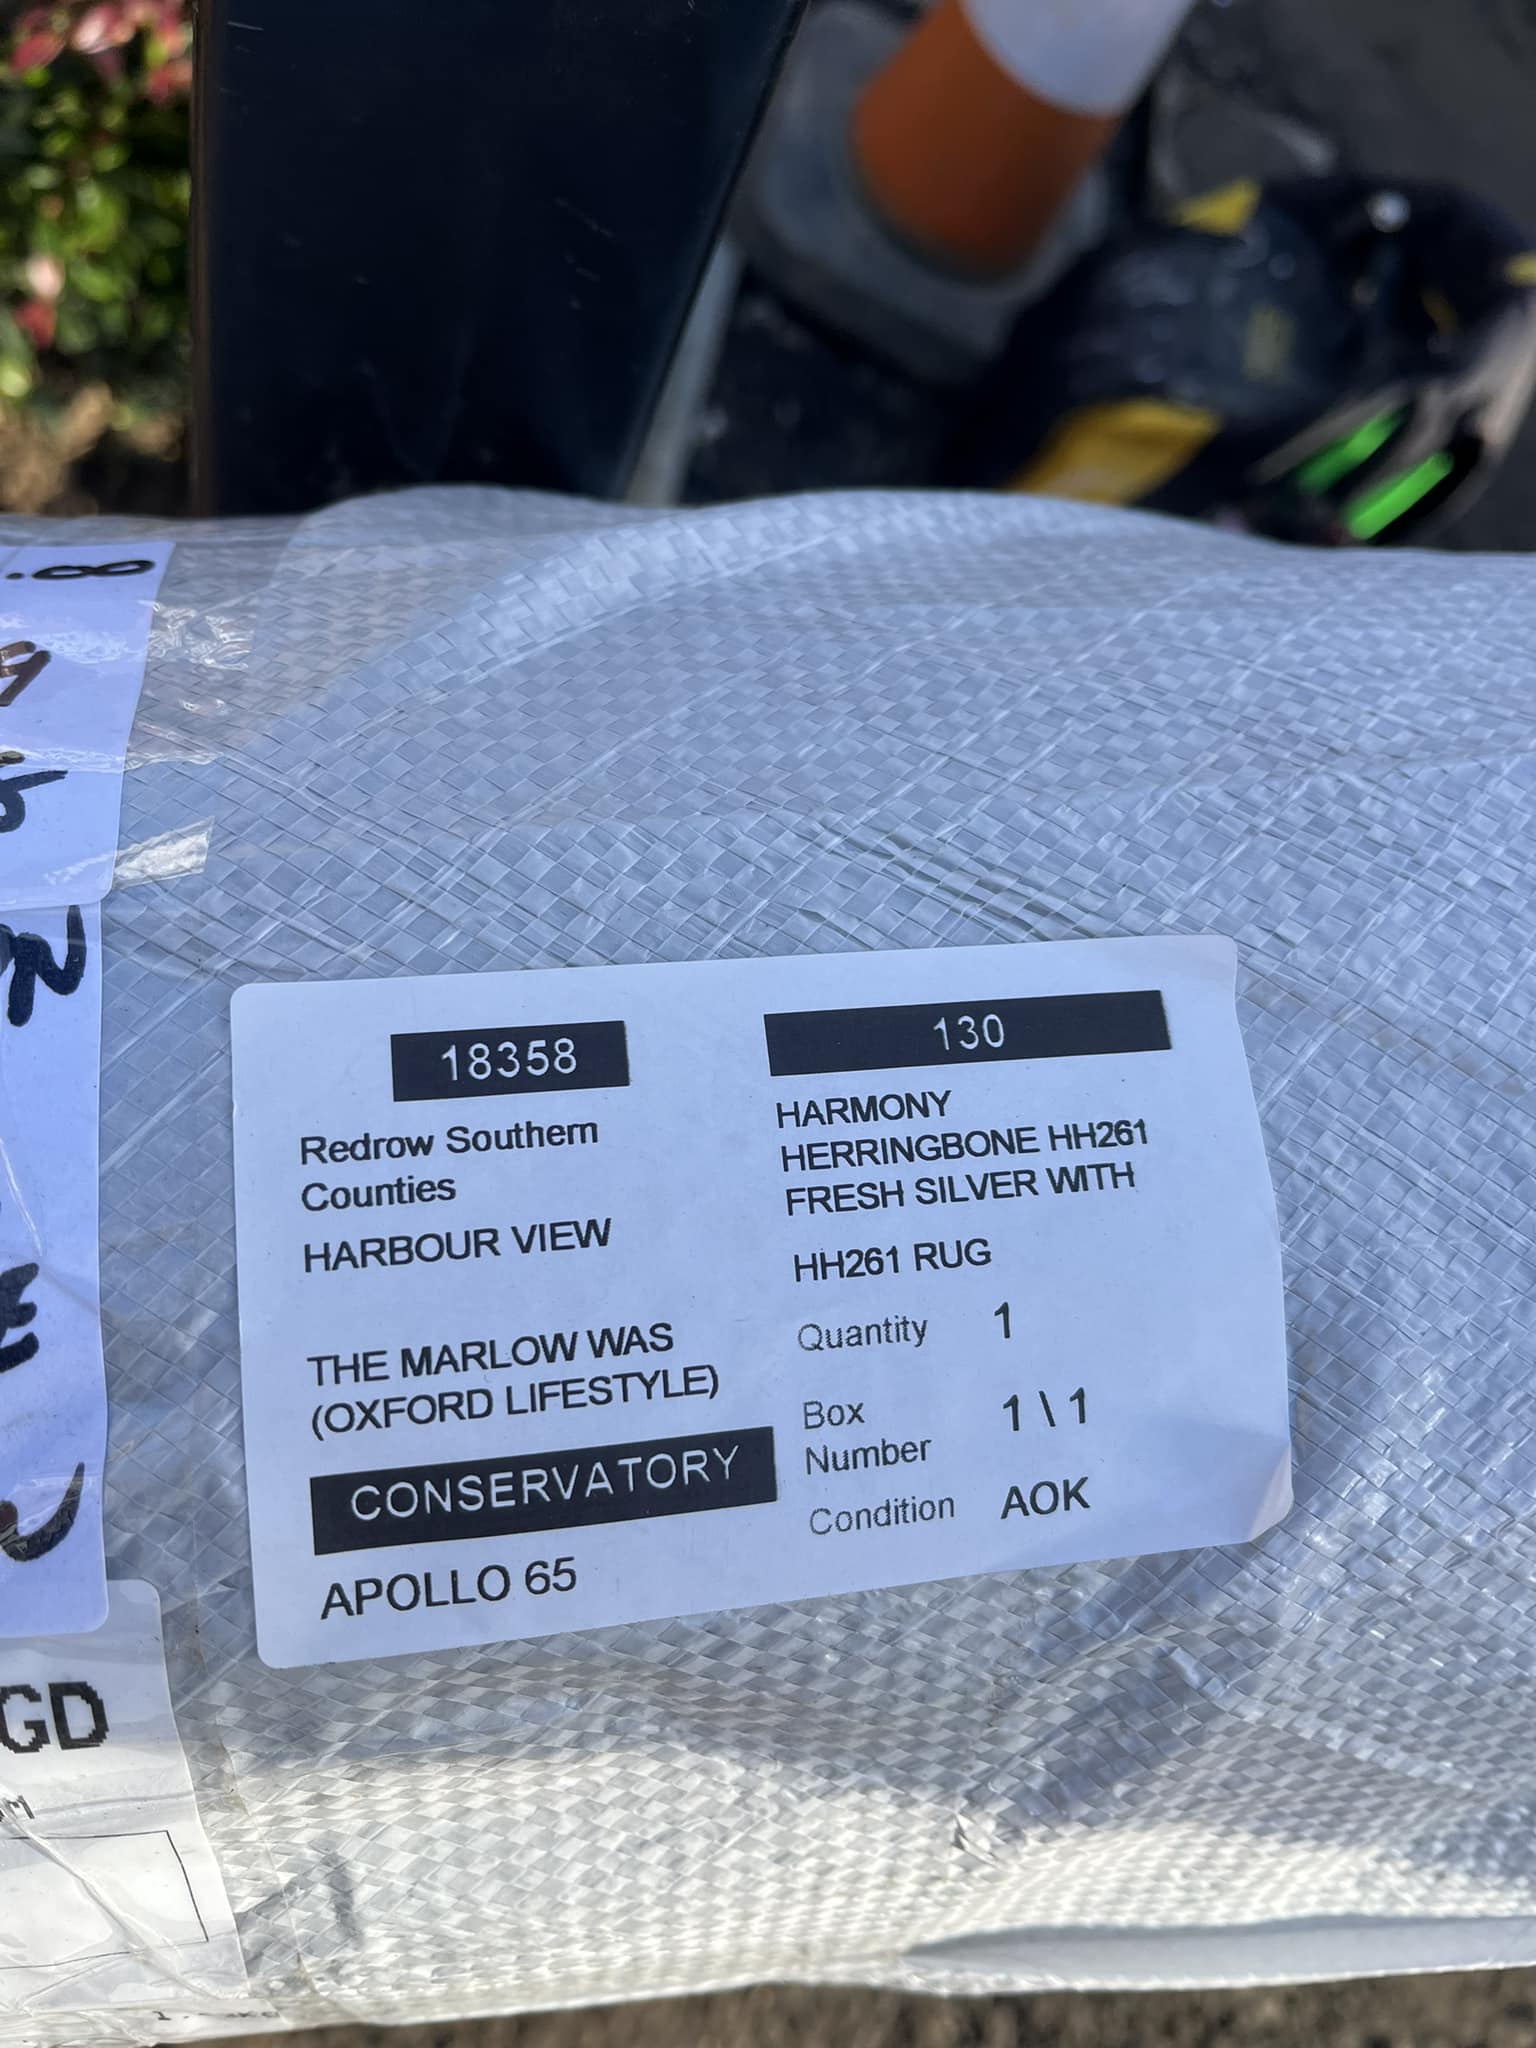 18358
Redrow Southern
Counties
HARBOUR VIEW
THE MARLOW WAS
(OXFORD LIFESTYLE)
CONSERVATORY
APOLLO 65
130
HARMONY
HERRINGBONE HH261
FRESH SILVER WITH
HH261 RUG
Quantity 1
Box
Number 1 \ 1
Condition AOK
GD